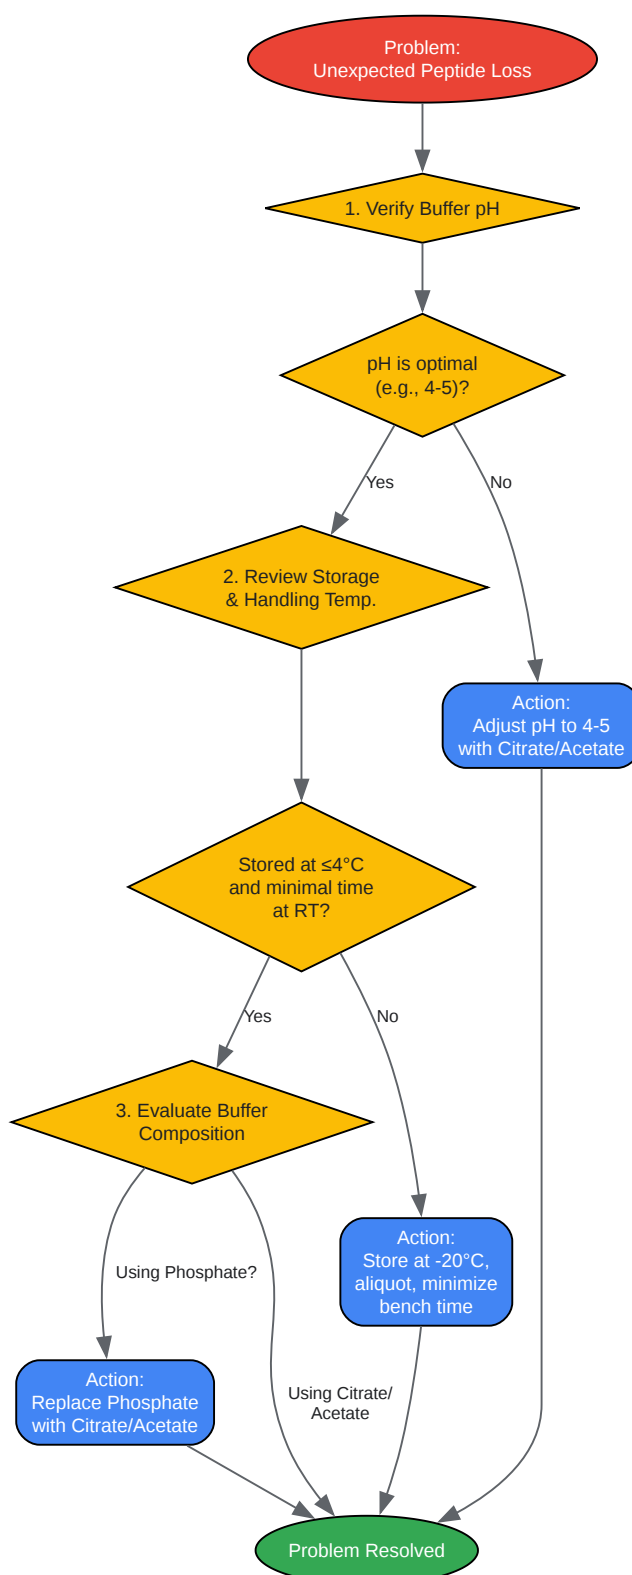 Problem:
Unexpected Peptide Loss
1. Verify Buffer pH
pH is optimal
(e.g., 4-5)?
Yes
No
2. Review Storage
& Handling Temp.
Action:
Adjust pH to 4-5
with Citrate/Acetate
Stored at ≤4°C
and minimal time
at RT?
Yes
No
3. Evaluate Buffer
Composition
Action:
Store at -20°C,
aliquot, minimize
bench time
Using Phosphate?
Action:
Replace Phosphate
with Citrate/Acetate
Using Citrate/
Acetate
Problem Resolved